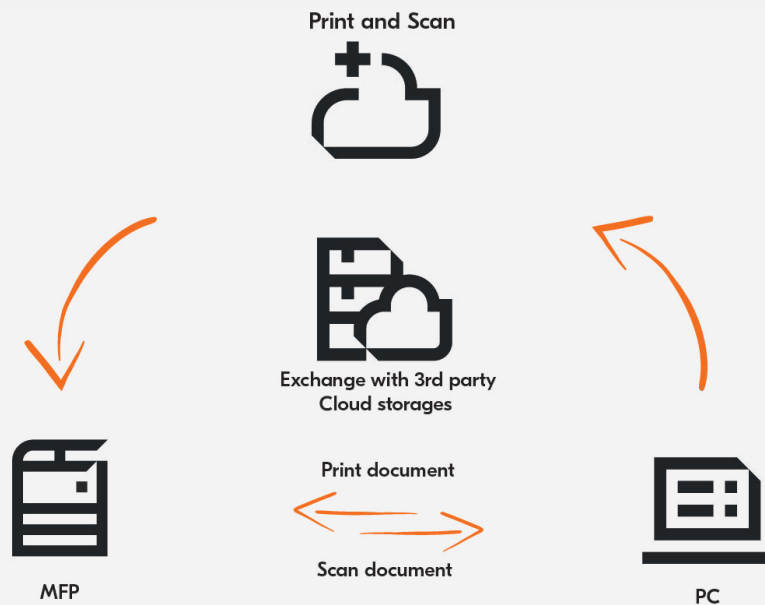 Print and Scan
Exchange with 3rd party
Cloud storages
Print document
Scan document
MFP
PC